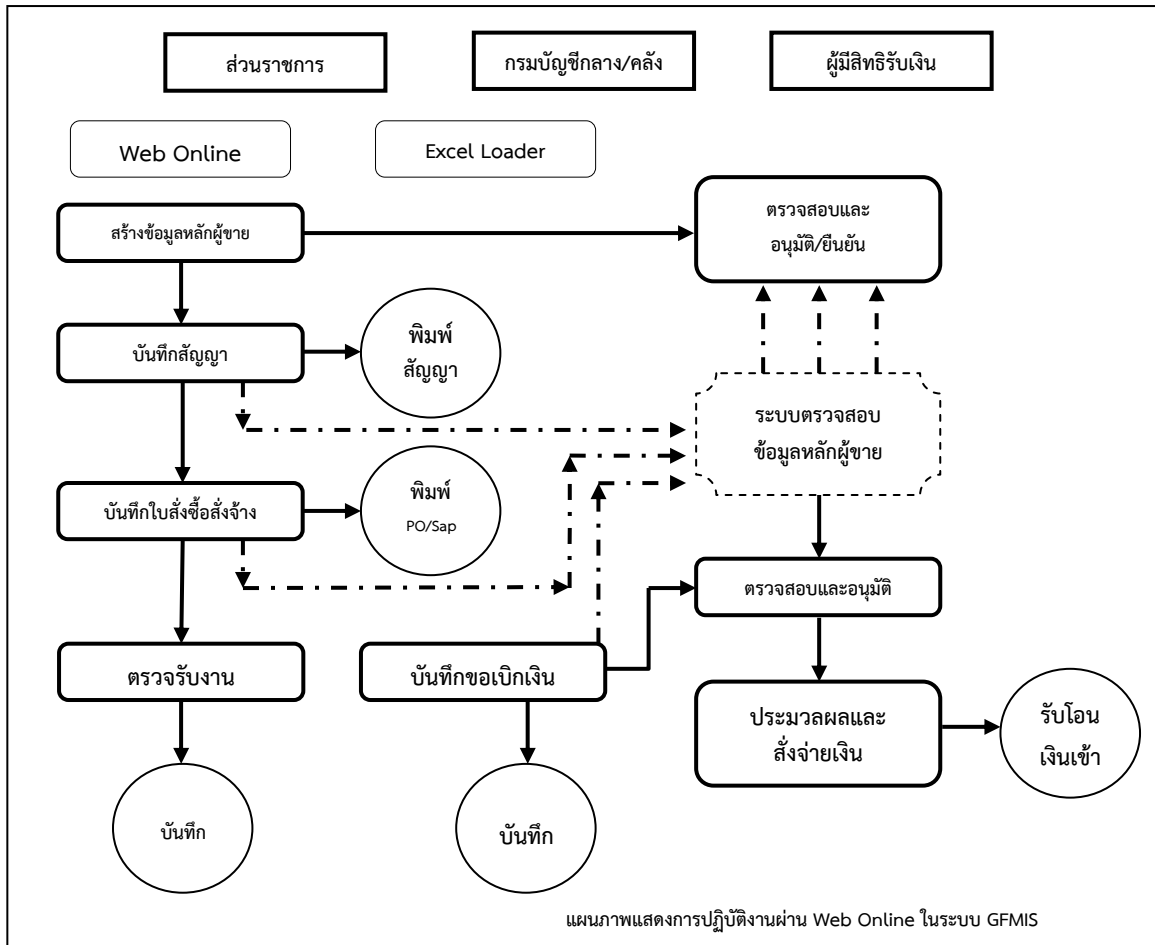 ส่วนราชการ
กรมบัญชีกลาง/คลัง
ผู้มีสิทธิรับเงิน
Web Online
Excel Loader
สร้างข้อมูลหลักผู้ขาย
ตรวจสอบและ
อนุมัติ/ยืนยัน
บันทึกสัญญา
พิมพ์
สัญญา
ระบบตรวจสอบ
ข้อมูลหลักผู้ขาย
บันทึกใบสั่งซื้อสั่งจ้าง
พิมพ์
PO/Sap
ตรวจสอบและอนุมัติ
ตรวจรับงาน
บันทึกขอเบิกเงิน
ประมวลผลและ
สั่งจ่ายเงิน
รับโอน
เงินเข้า
บันทึก
บันทึก
แผนภาพแสดงการปฏิบัติงานผ่าน Web Online ในระบบ GFMIS